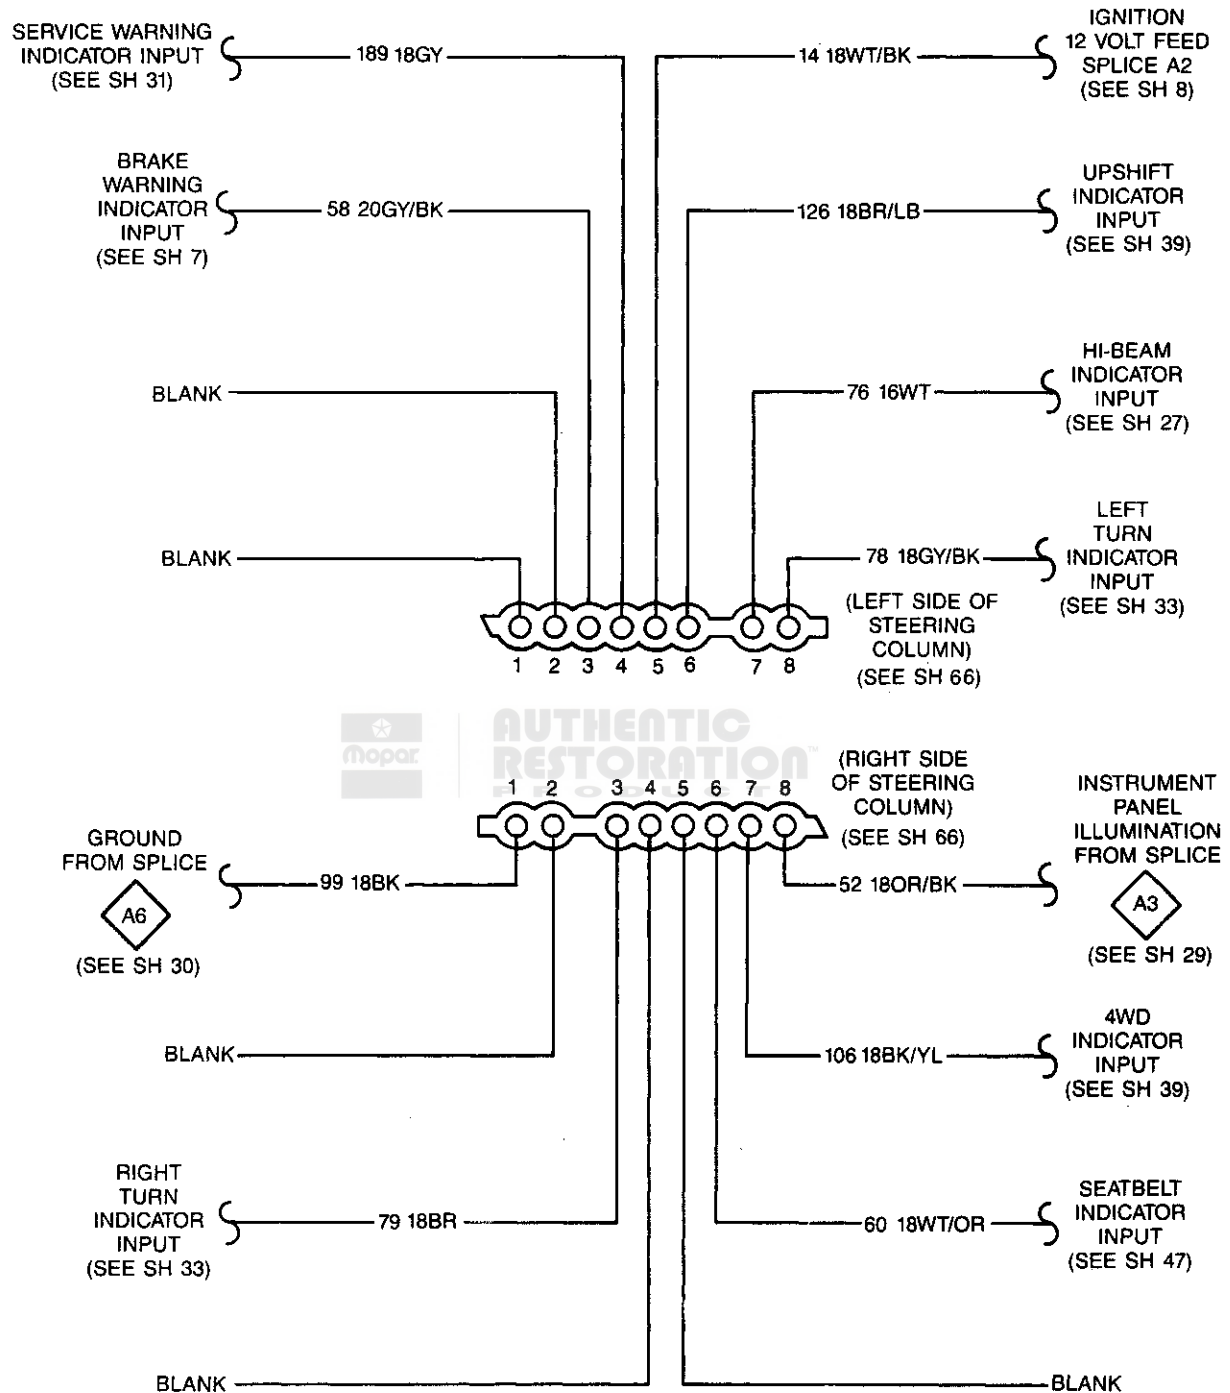 SERVICE WARNING
INDICATOR INPUT
(SEE SH 31)
189 18GY
14 18WT/BK
IGNITION
12 VOLT FEED
SPLICE A2
(SEE SH 8)
BRAKE
WARNING
INDICATOR
INPUT
(SEE SH 7)
58 20GY/BK
126 18BR/LB
UPSHIFT
INDICATOR
INPUT
(SEE SH 39)
BLANK
76 16WT
HI-BEAM
INDICATOR
INPUT
(SEE SH 27)
BLANK
78 18GY/BK
LEFT
TURN
INDICATOR
INPUT
(SEE SH 33)
(LEFT SIDE OF
STEERING
COLUMN)
(SEE SH 66)
1 2 3 4 5 6 7 8
Mopar
AUTHENTIC
RESTORATION™
PRODUCT
(RIGHT SIDE
OF STEERING
COLUMN)
(SEE SH 66)
1 2 3 4 5 6 7 8
GROUND
FROM SPLICE
A6
(SEE SH 30)
99 18BK
52 18OR/BK
INSTRUMENT
PANEL
ILLUMINATION
FROM SPLICE
A3
(SEE SH 29)
BLANK
106 18BK/YL
4WD
INDICATOR
INPUT
(SEE SH 39)
RIGHT
TURN
INDICATOR
INPUT
(SEE SH 33)
79 18BR
60 18WT/OR
SEATBELT
INDICATOR
INPUT
(SEE SH 47)
BLANK
BLANK